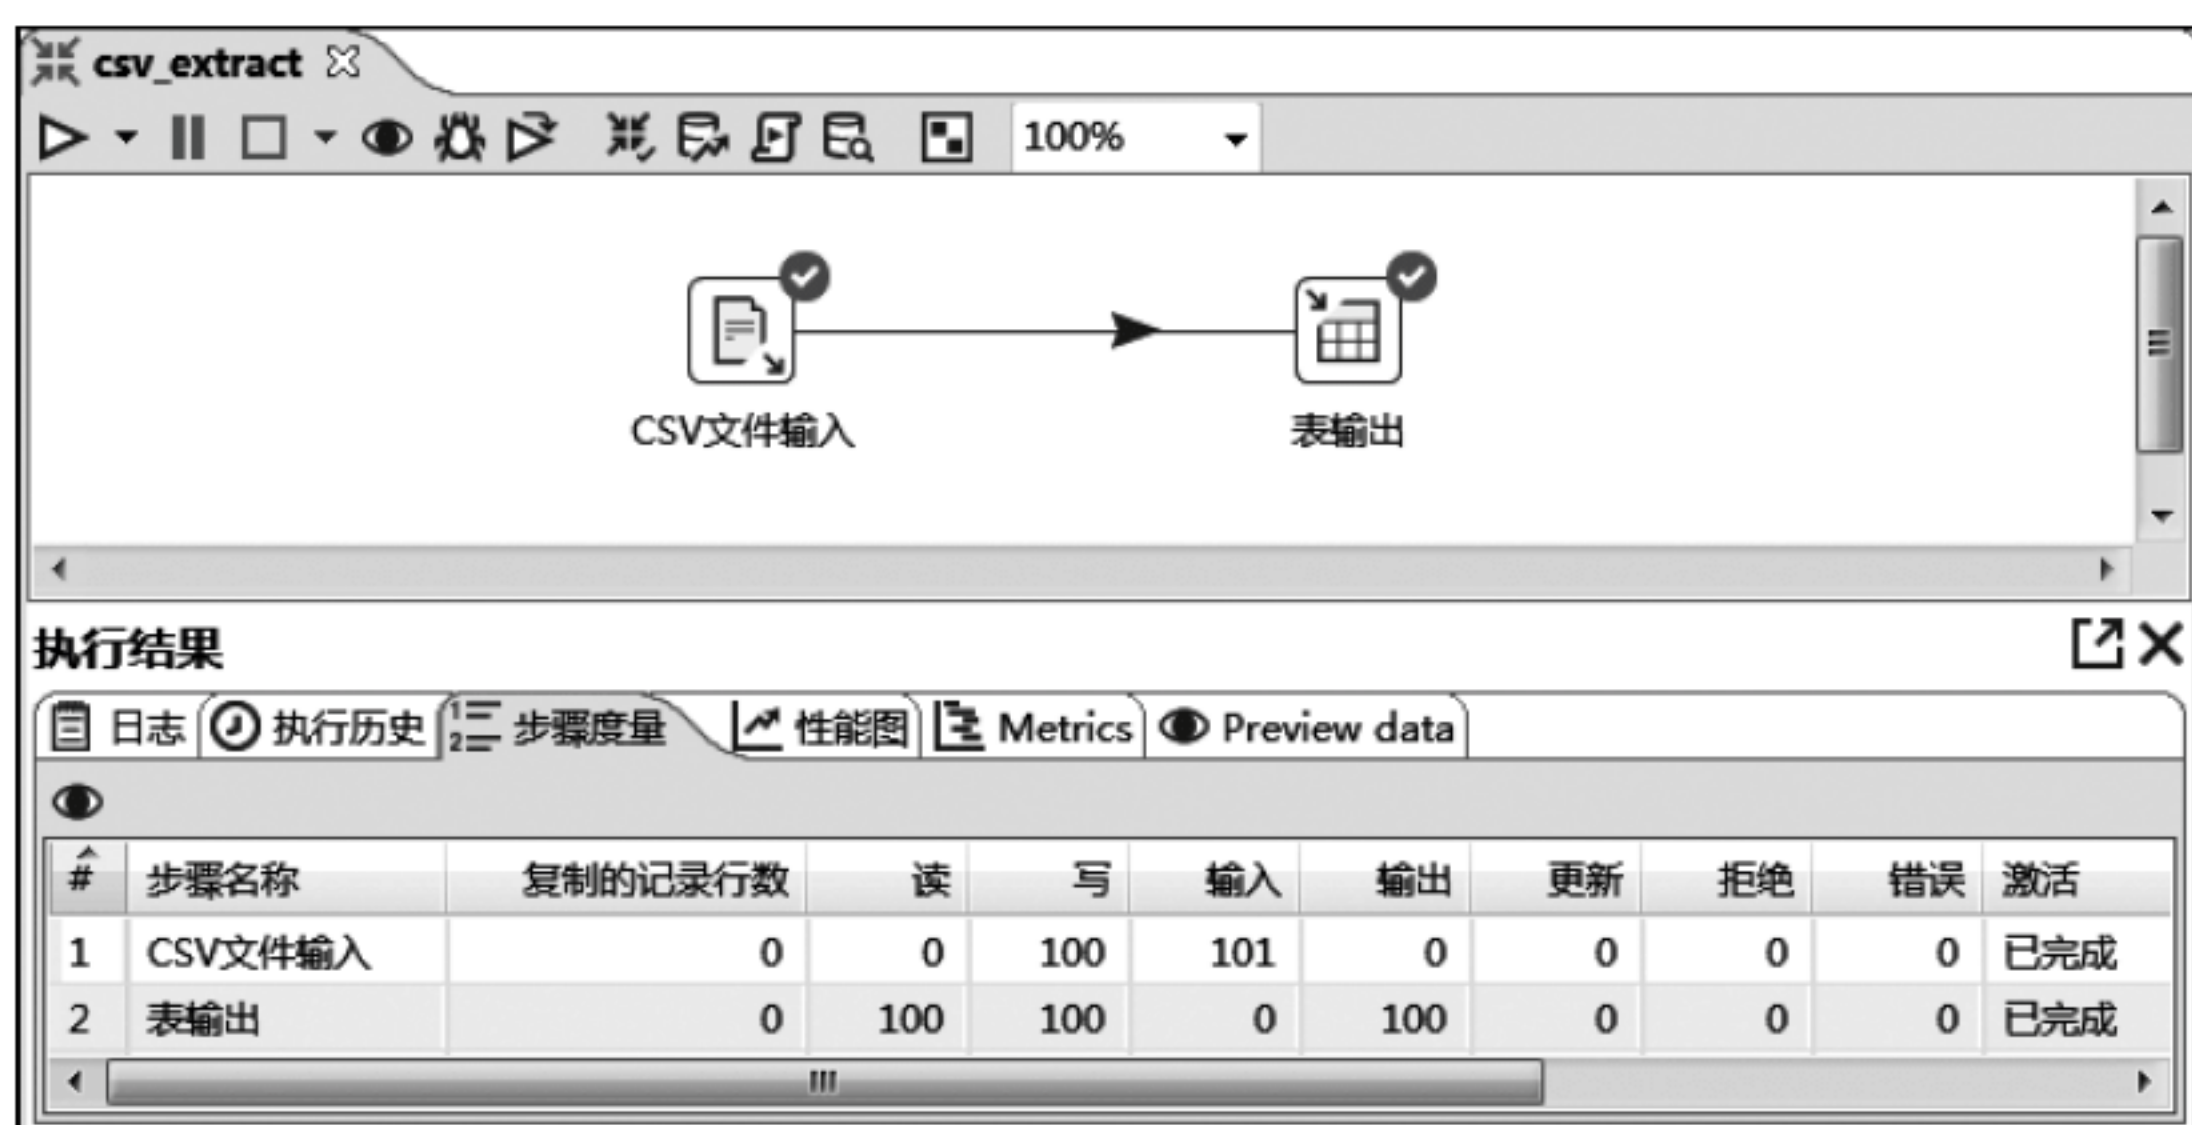 csv_extract
100%
CSV文件输入 表输出
执行结果
日志 执行历史 步骤度量 性能图 Metrics Preview data
# 步骤名称 复制的记录行数 读 写 输入 输出 更新 拒绝 错误 激活
1 CSV文件输入 0 0 100 101 0 0 0 0 已完成
2 表输出 0 100 100 0 100 0 0 0 已完成